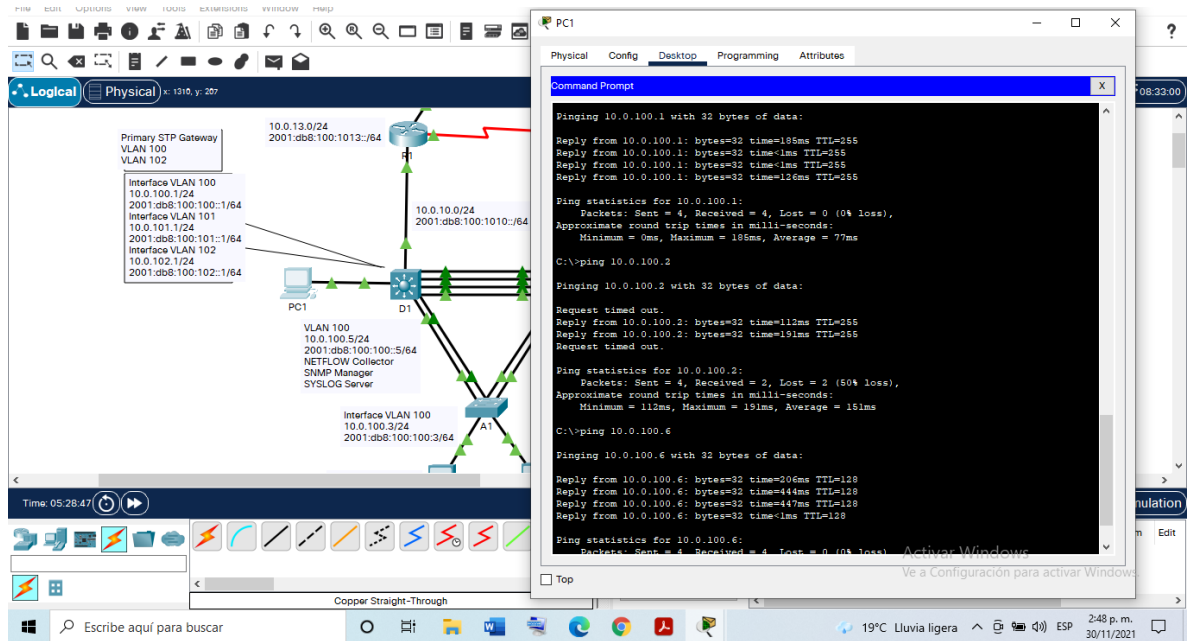 File Edit Options View Tools Extensions Window Help
Logical
Physical
x: 1310, y: 207
Primary STP Gateway
VLAN 100
VLAN 102
Interface VLAN 100
10.0.100.1/24
2001:db8:100:100::1/64
Interface VLAN 101
10.0.101.1/24
2001:db8:100:101::1/64
Interface VLAN 102
10.0.102.1/24
2001:db8:100:102::1/64
10.0.13.0/24
2001:db8:100:1013::/64
R1
10.0.10.0/24
2001:db8:100:1010::/64
PC1
D1
VLAN 100
10.0.100.5/24
2001:db8:100:100::5/64
NETFLOW Collector
SNMP Manager
SYSLOG Server
Interface VLAN 100
10.0.100.3/24
2001:db8:100:100:3/64
A1
Time: 05:28:47
Copper Straight-Through
PC1
Physical Config Desktop Programming Attributes
Command Prompt
X
Pinging 10.0.100.1 with 32 bytes of data:
Reply from 10.0.100.1: bytes=32 time=185ms TTL=255
Reply from 10.0.100.1: bytes=32 time<1ms TTL=255
Reply from 10.0.100.1: bytes=32 time<1ms TTL=255
Reply from 10.0.100.1: bytes=32 time=126ms TTL=255
Ping statistics for 10.0.100.1:
Packets: Sent = 4, Received = 4, Lost = 0 (0% loss),
Approximate round trip times in milli-seconds:
Minimum = 0ms, Maximum = 185ms, Average = 77ms
C:\>ping 10.0.100.2
Pinging 10.0.100.2 with 32 bytes of data:
Request timed out.
Reply from 10.0.100.2: bytes=32 time=112ms TTL=255
Reply from 10.0.100.2: bytes=32 time=191ms TTL=255
Request timed out.
Ping statistics for 10.0.100.2:
Packets: Sent = 4, Received = 2, Lost = 2 (50% loss),
Approximate round trip times in milli-seconds:
Minimum = 112ms, Maximum = 191ms, Average = 151ms
C:\>ping 10.0.100.6
Pinging 10.0.100.6 with 32 bytes of data:
Reply from 10.0.100.6: bytes=32 time=206ms TTL=128
Reply from 10.0.100.6: bytes=32 time=444ms TTL=128
Reply from 10.0.100.6: bytes=32 time=447ms TTL=128
Reply from 10.0.100.6: bytes=32 time<1ms TTL=128
Ping statistics for 10.0.100.6:
Packets: Sent = 4, Received = 4, Lost = 0 (0% loss)
Top
?
08:33:00
mulation
m Edit
Activar Windows
Ve a Configuración para activar Windows.
Escribe aquí para buscar
19°C Lluvia ligera
ESP
2:48 p. m.
30/11/2021